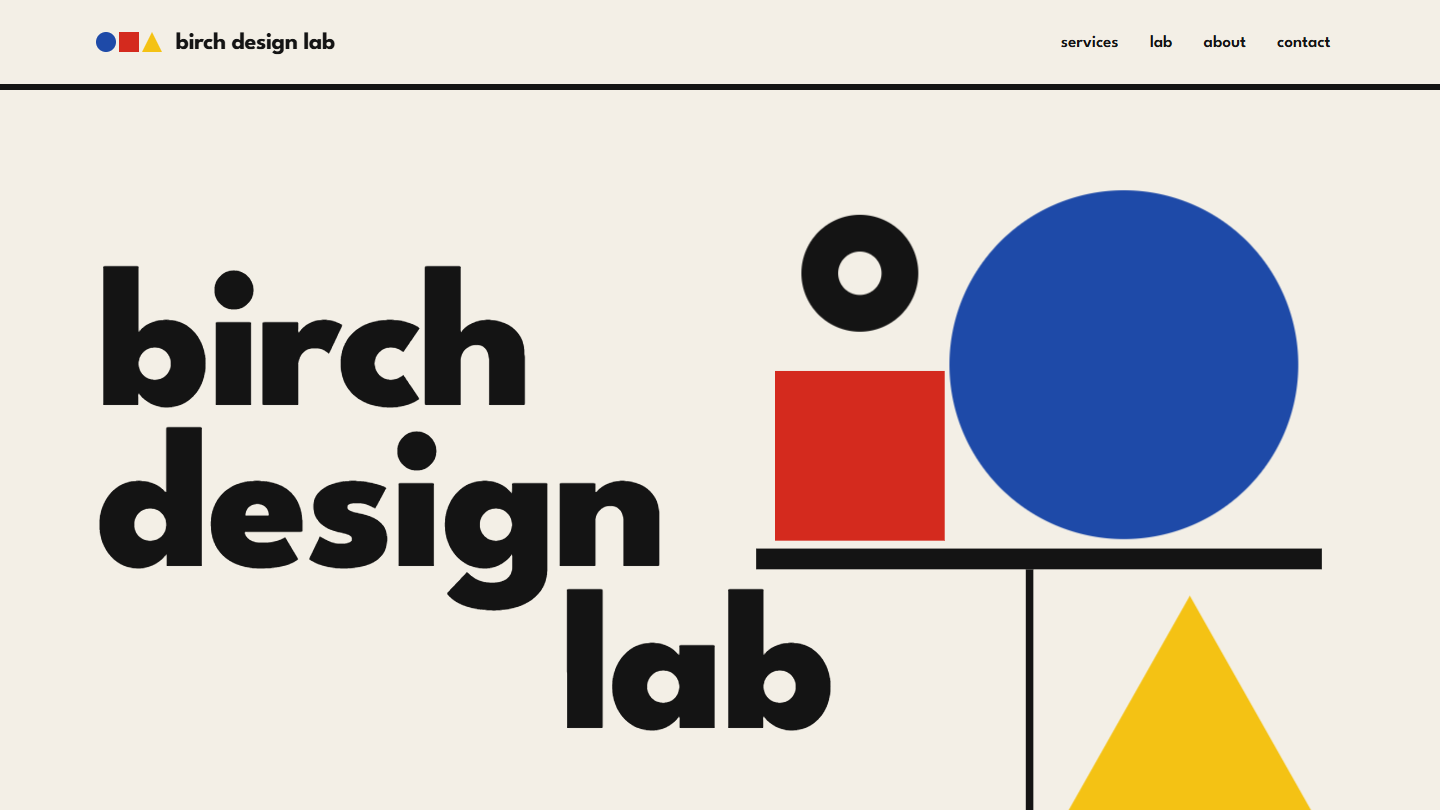 birch design lab
services lab about contact
birch
design
lab